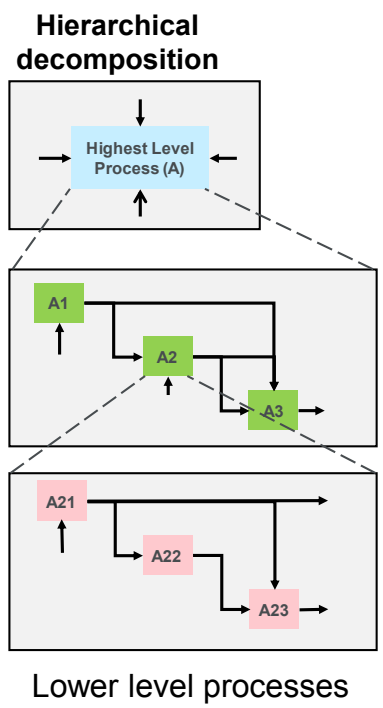 Hierarchical
decomposition
Highest Level
Process (A)
A1
A2
A3
A21
A22
A23
Lower level processes